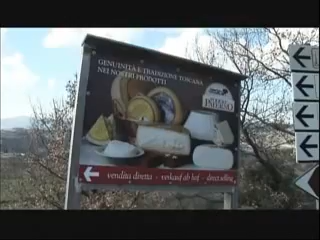 GENUINITÀ E TRADIZIONE TOSCANA
NEI NOSTRI PRODOTTI
vendita diretta - verkauf ab hof - direct selling